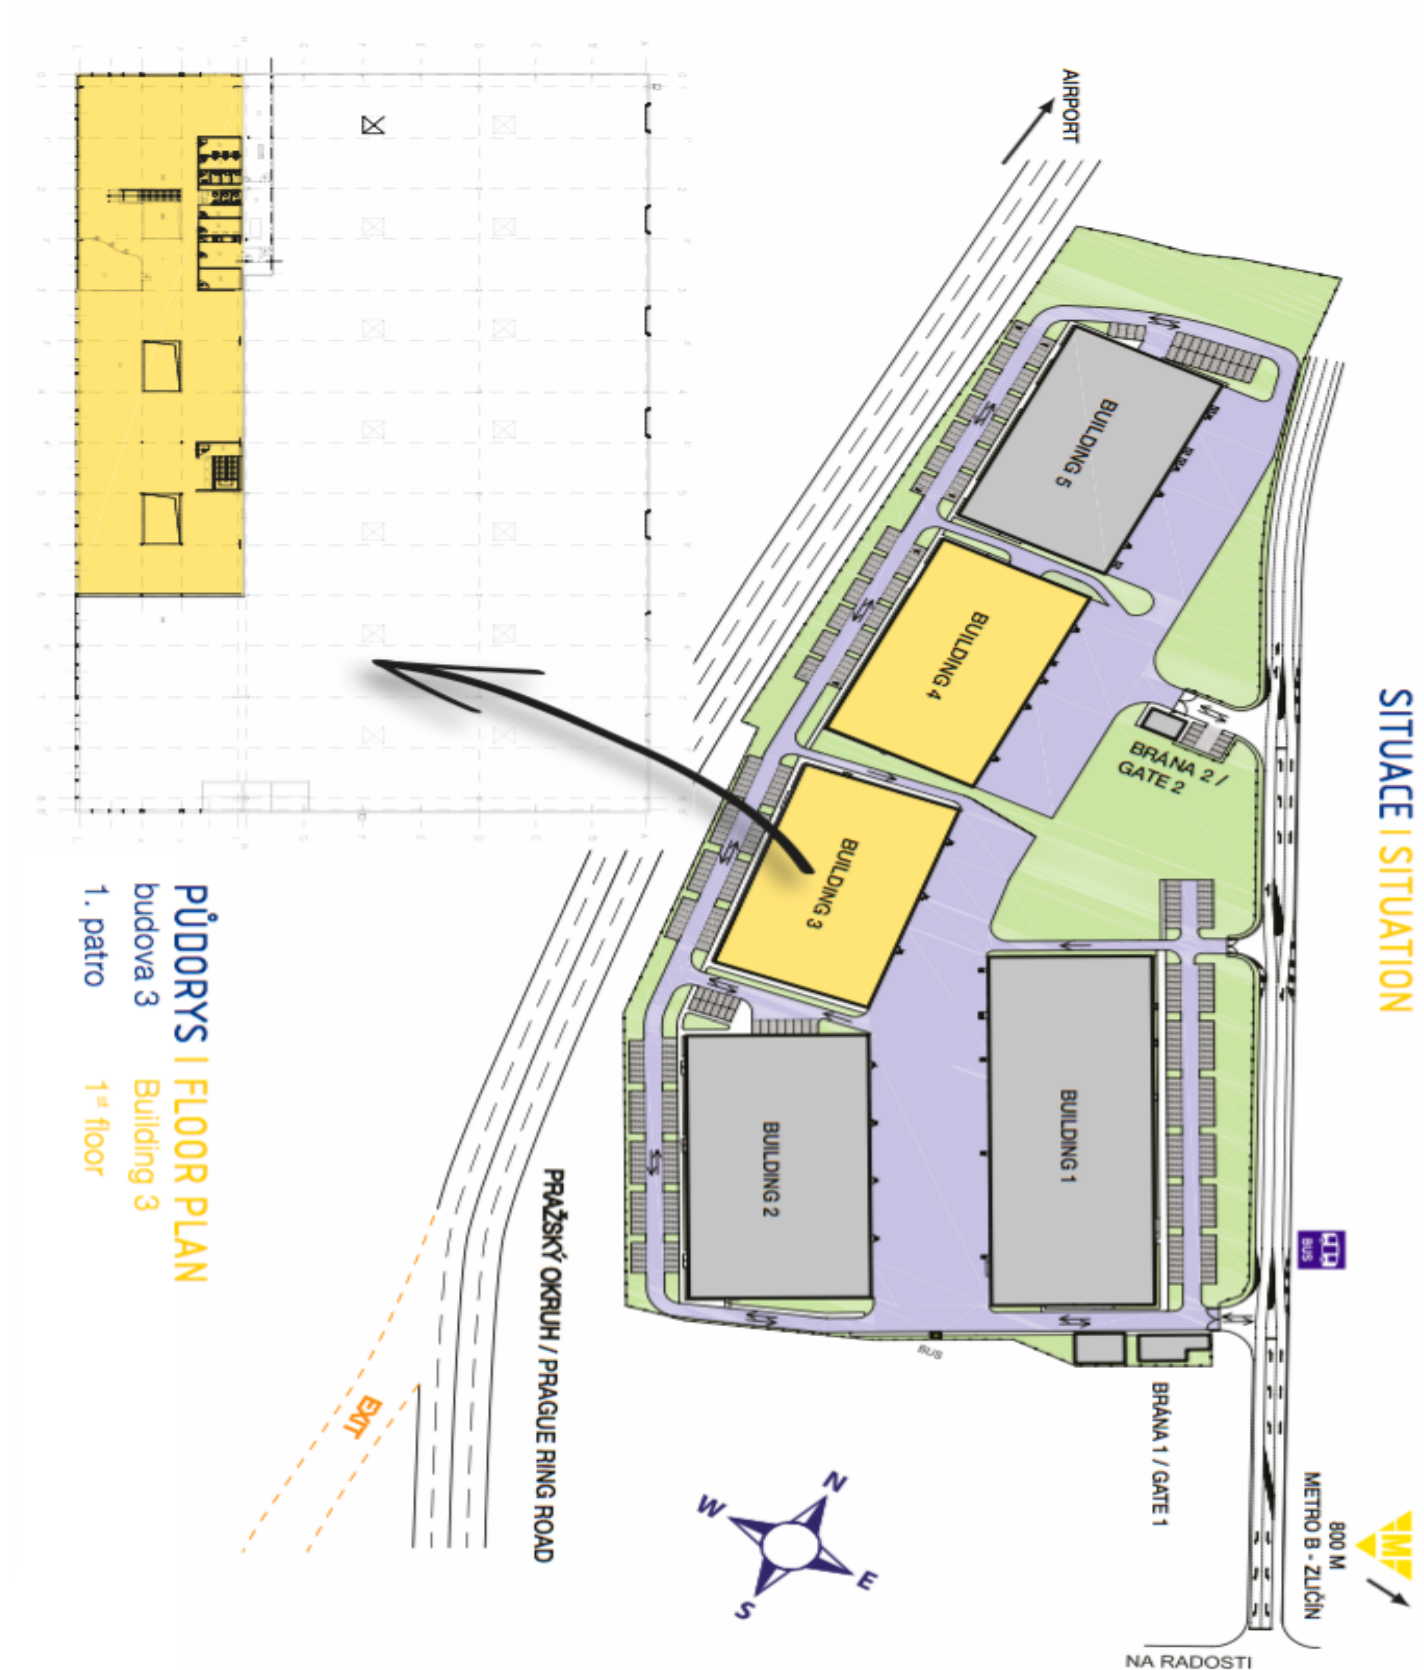 SITUACE | SITUATION
AIRPORT
BUILDING 5
BUILDING 4
BUILDING 3
BUILDING 2
BUILDING 1
BRÁNA 2 /
GATE 2
BUS
BUS
BRÁNA 1 / GATE 1
800 M
METRO B - ZLIČÍN
M
NA RADOSTI
PRAŽSKÝ OKRUH / PRAGUE RING ROAD
EXIT
N
E
S
W
PŮDORYS | FLOOR PLAN
budova 3 Building 3
1. patro 1st floor